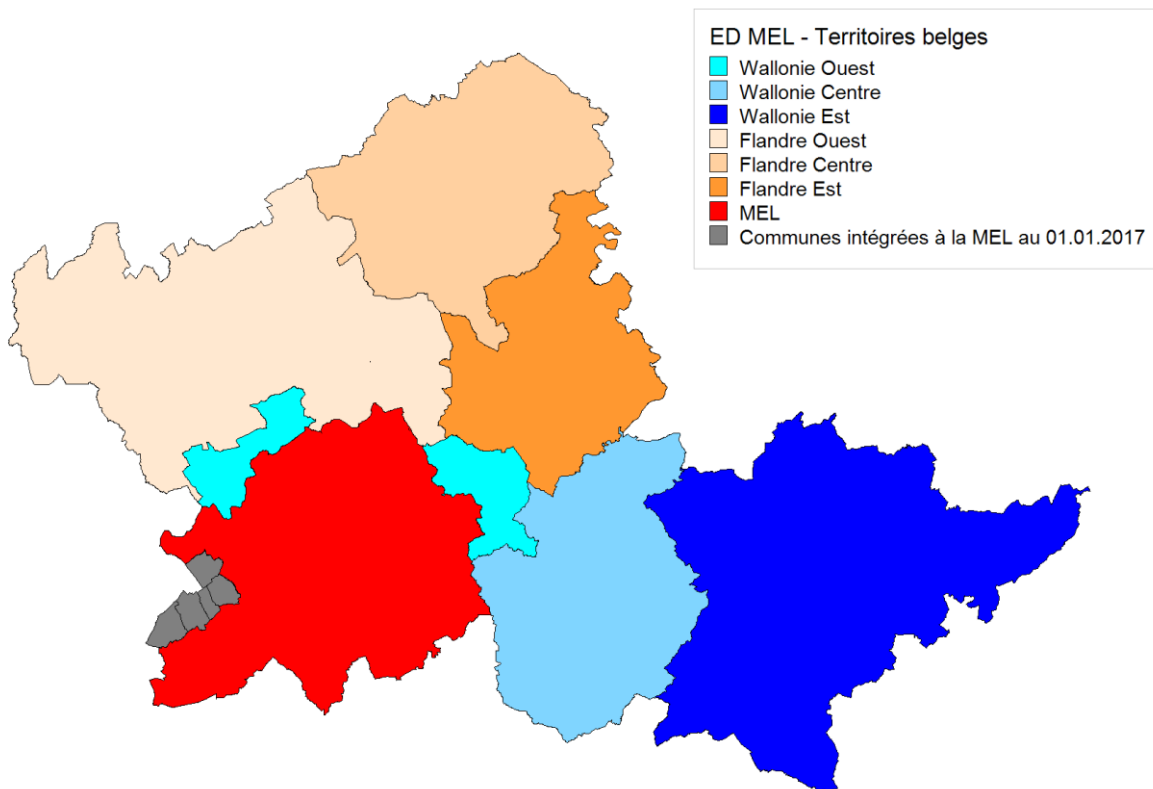 ED MEL - Territoires belges
Wallonie Ouest
Wallonie Centre
Wallonie Est
Flandre Ouest
Flandre Centre
Flandre Est
MEL
Communes intégrées à la MEL au 01.01.2017